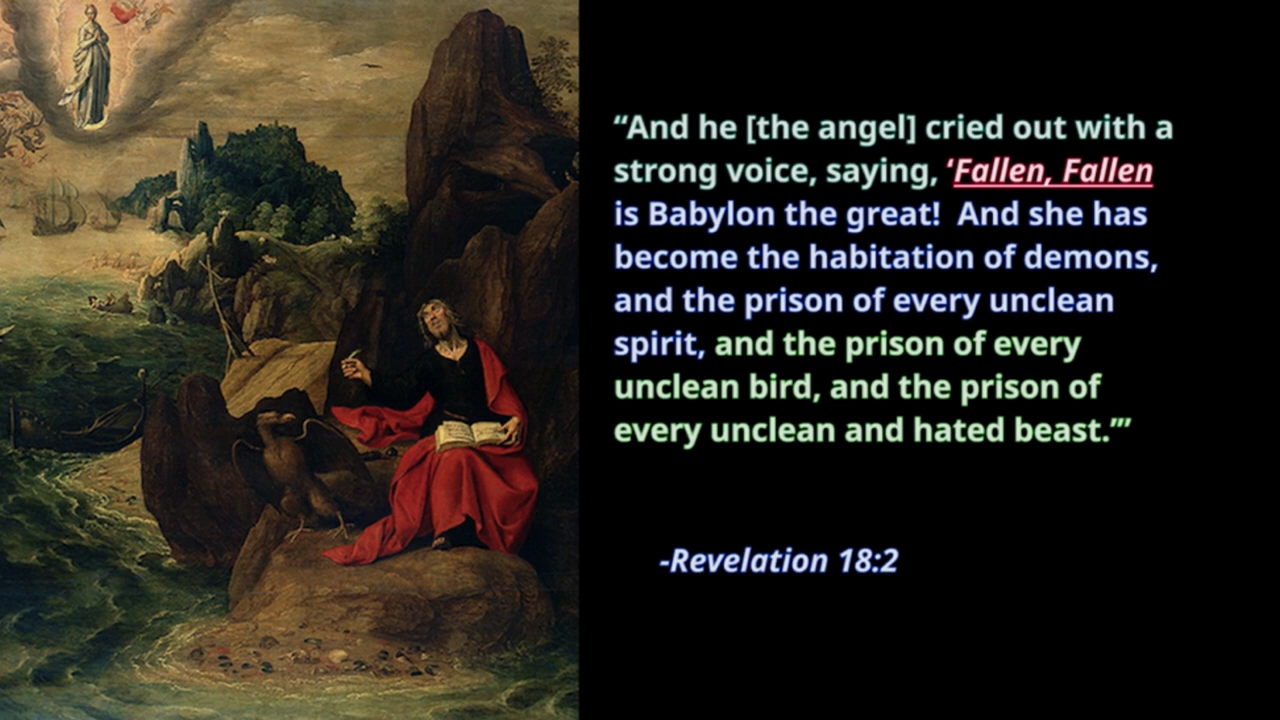 “And he [the angel] cried out with a
strong voice, saying, ‘Fallen, Fallen
is Babylon the great!  And she has
become the habitation of demons,
and the prison of every unclean
spirit, and the prison of every
unclean bird, and the prison of
every unclean and hated beast.’”
-Revelation 18:2